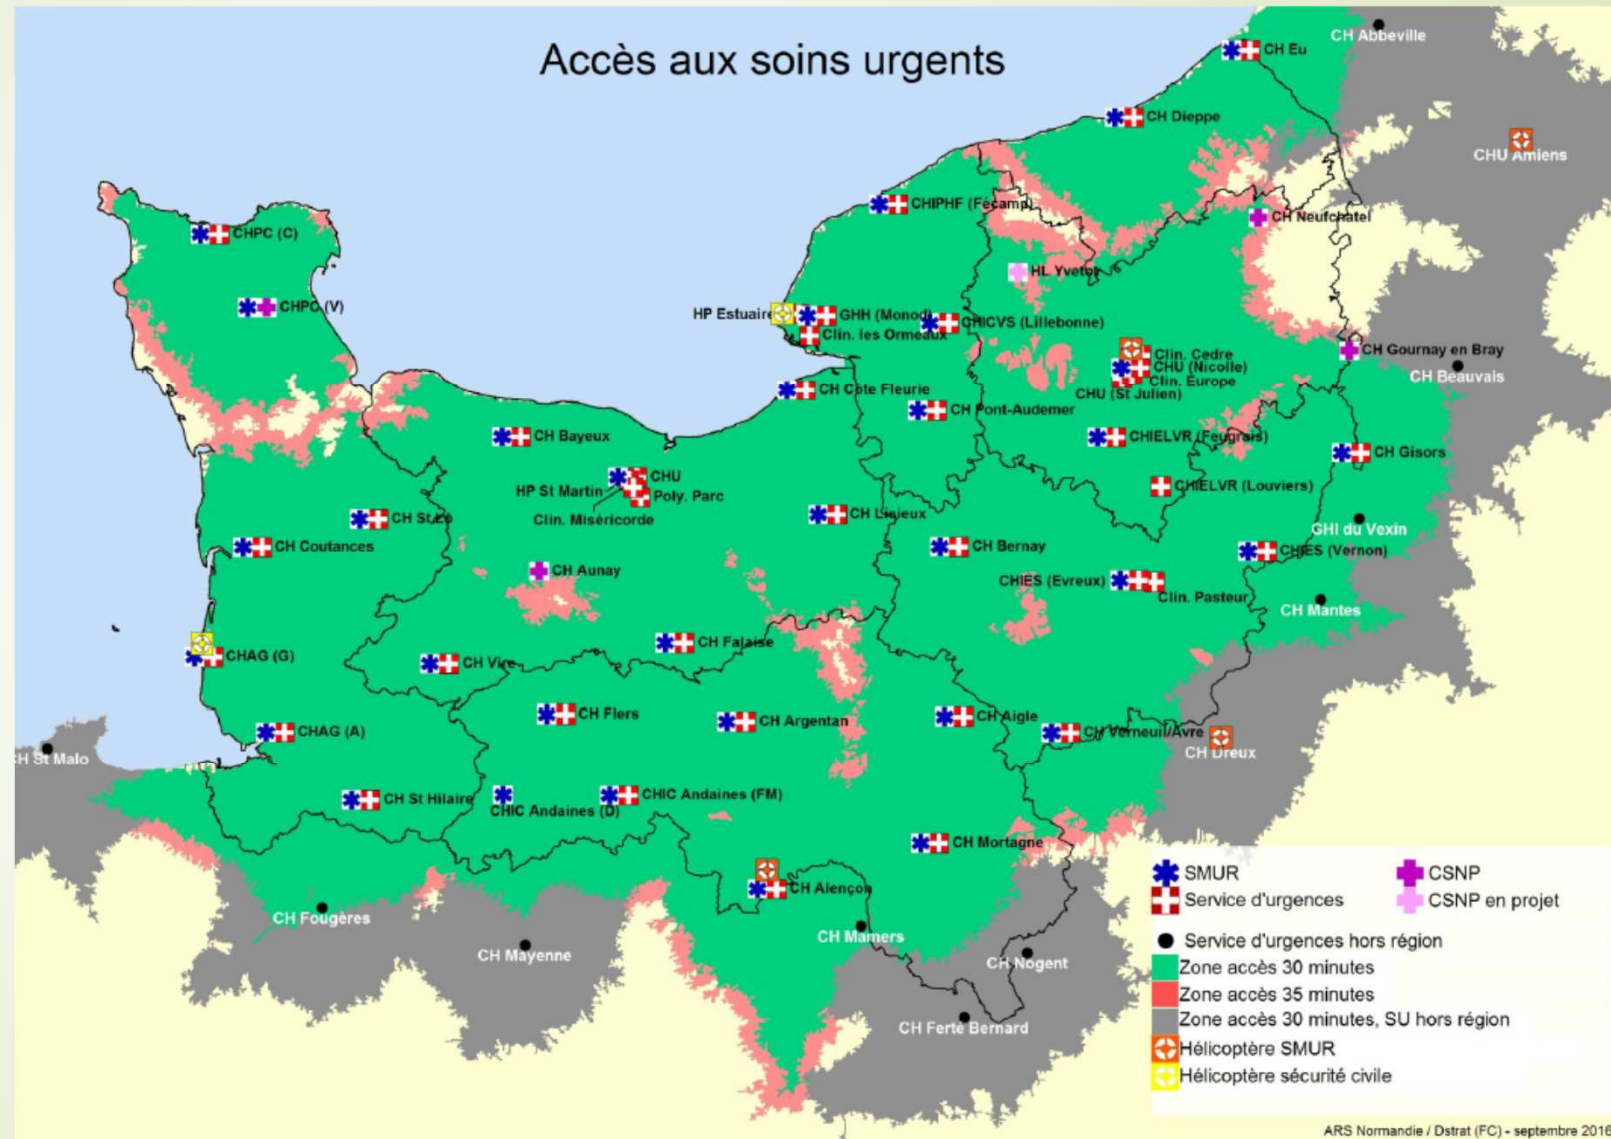 Accès aux soins urgents
CH Abbeville
CH Eu
CH Dieppe
CHU Amiens
CHIPHF (Fécamp)
CH Neufchatel
CHPC (C)
HL Yvetot
CHPC (V)
HP Estuaire
GHH (Monod)
CHICVS (Lillebonne)
Clin. les Ormeaux
Clin. Cedre
CHU (Nicolle)
Clin. Europe
CHU (St Julien)
CH Gournay en Bray
CH Beauvais
CH Côte Fleurie
CH Pont-Audemer
CH Bayeux
CHIELVR (Feugrais)
CH Gisors
CHU
HP St Martin
Poly. Parc
Clin. Miséricorde
CHIELVR (Louviers)
CH St Lô
CH Lisieux
GHI du Vexin
CH Coutances
CH Bernay
CHIES (Vernon)
CH Aunay
CHIES (Evreux)
Clin. Pasteur
CH Mantes
CHAG (G)
CH Falaise
CH Vire
CH Flers
CH Argentan
CH Aigle
CHAG (A)
CH Verneuil/Avre
CH Dreux
CH St Malo
CH St Hilaire
CHIC Andaines (D)
CHIC Andaines (FM)
CH Mortagne
CH Alençon
CH Fougères
CH Mamers
CH Mayenne
CH Nogent
CH Ferté Bernard
SMUR
CSNP
Service d'urgences
CSNP en projet
Service d'urgences hors région
Zone accès 30 minutes
Zone accès 35 minutes
Zone accès 30 minutes, SU hors région
Hélicoptère SMUR
Hélicoptère sécurité civile
ARS Normandie / Dstrat (FC) - septembre 2016